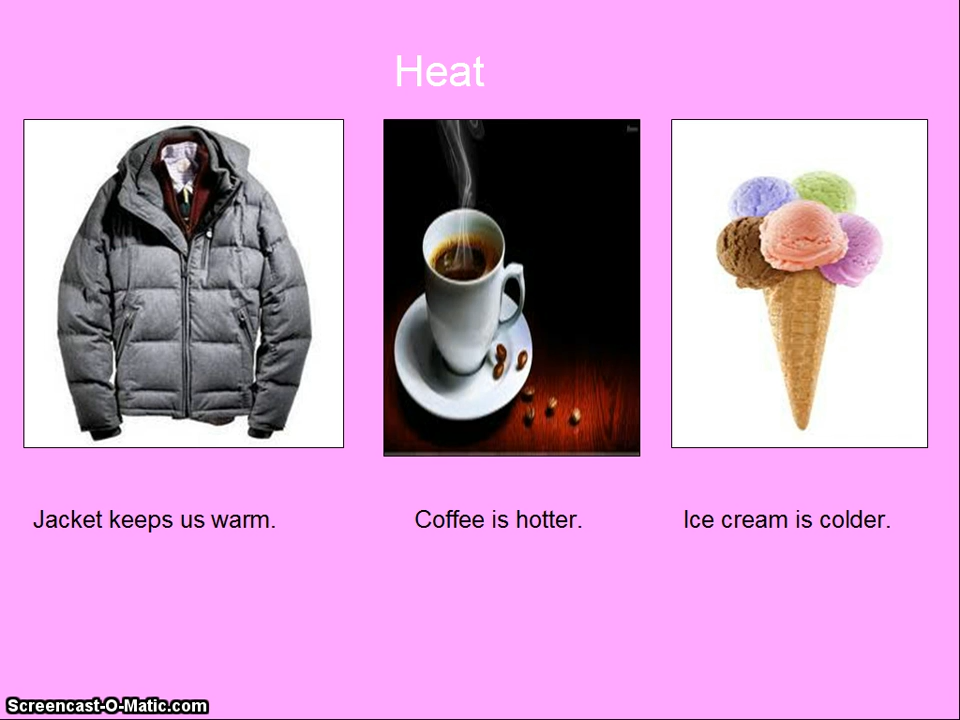 Heat
Jacket keeps us warm.
Coffee is hotter.
Ice cream is colder.
Screencast-O-Matic.com